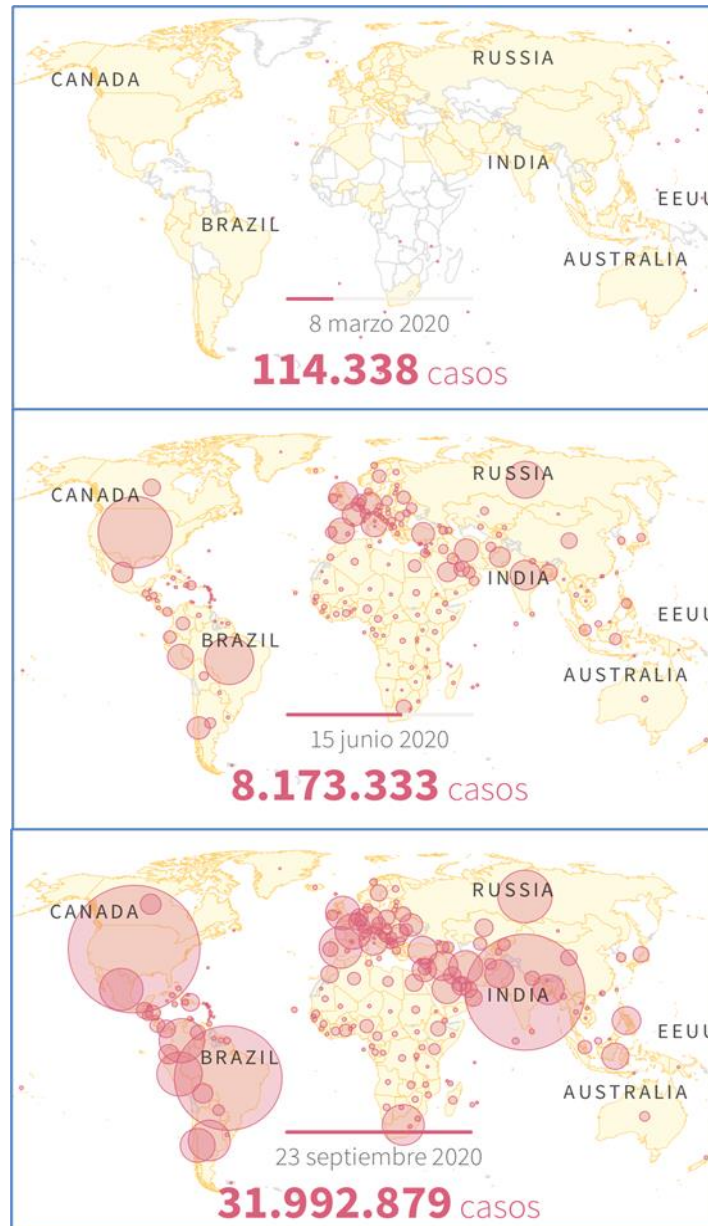 RUSSIA
CANADA
INDIA
EEUU
BRAZIL
AUSTRALIA
8 marzo 2020
114.338 casos
RUSSIA
CANADA
INDIA
EEUU
BRAZIL
AUSTRALIA
15 junio 2020
8.173.333 casos
RUSSIA
CANADA
INDIA
EEUU
BRAZIL
AUSTRALIA
23 septiembre 2020
31.992.879 casos